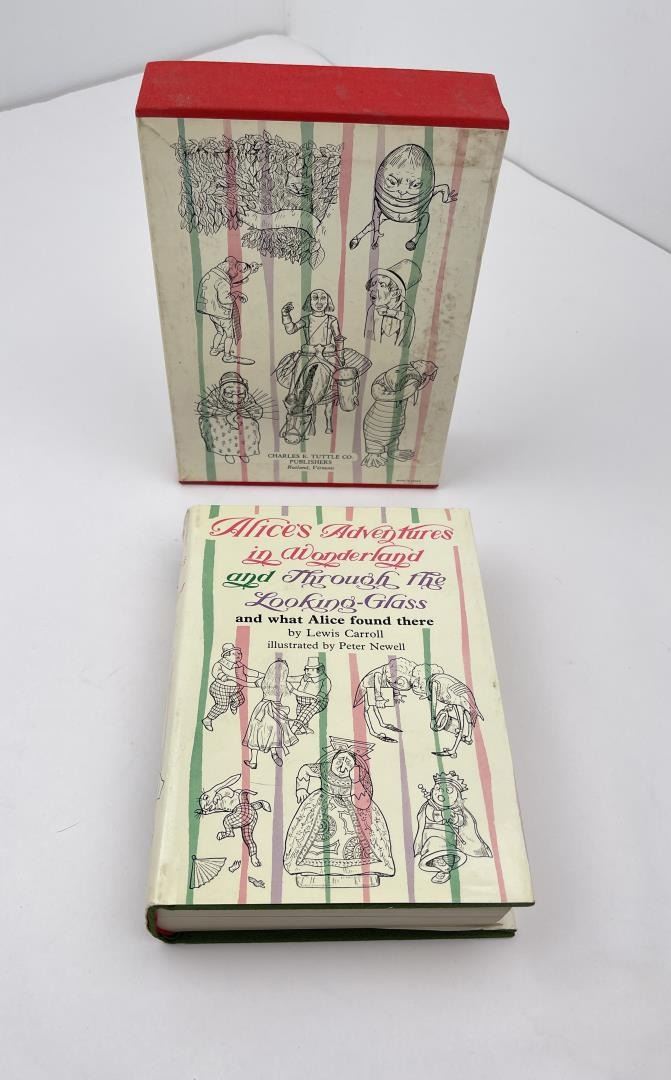 CHARLES E. TUTTLE CO.
PUBLISHERS
Rutland, Vermont
Alice's Adventures
in Wonderland
and Through the
Looking-Glass
and what Alice found there
by Lewis Carroll
illustrated by Peter Newell